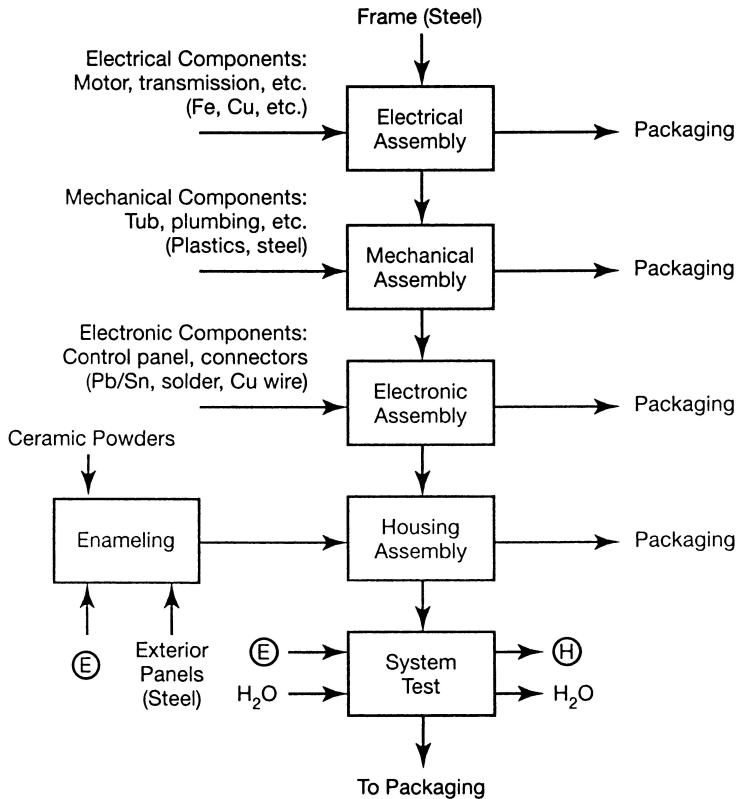 Frame (Steel)
Electrical Components:
Motor, transmission, etc.
(Fe, Cu, etc.)
Electrical
Assembly
Packaging
Mechanical Components:
Tub, plumbing, etc.
(Plastics, steel)
Mechanical
Assembly
Packaging
Electronic Components:
Control panel, connectors
(Pb/Sn, solder, Cu wire)
Electronic
Assembly
Packaging
Ceramic Powders
Enameling
Housing
Assembly
Packaging
E
Exterior
Panels
(Steel)
E
H₂O
System
Test
H
H₂O
To Packaging